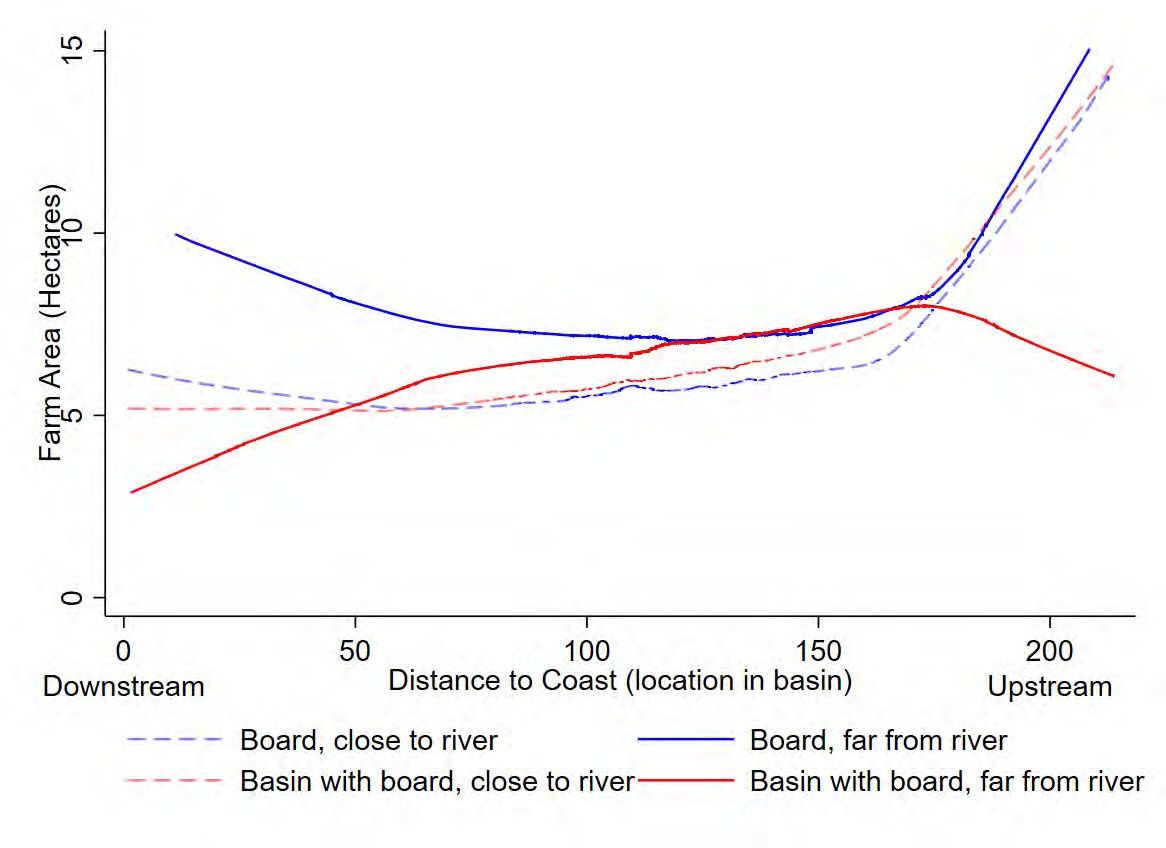 15
10
5
0
Farm Area (Hectares)
0 50 100 150 200
Downstream Distance to Coast (location in basin) Upstream
Board, close to river Board, far from river
Basin with board, close to river Basin with board, far from river